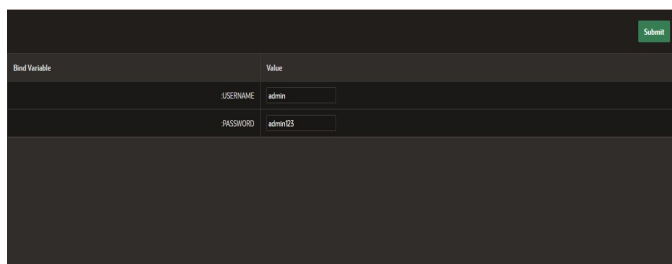 Submit
Bind Variable Value
:USERNAME admin
:PASSWORD admin123